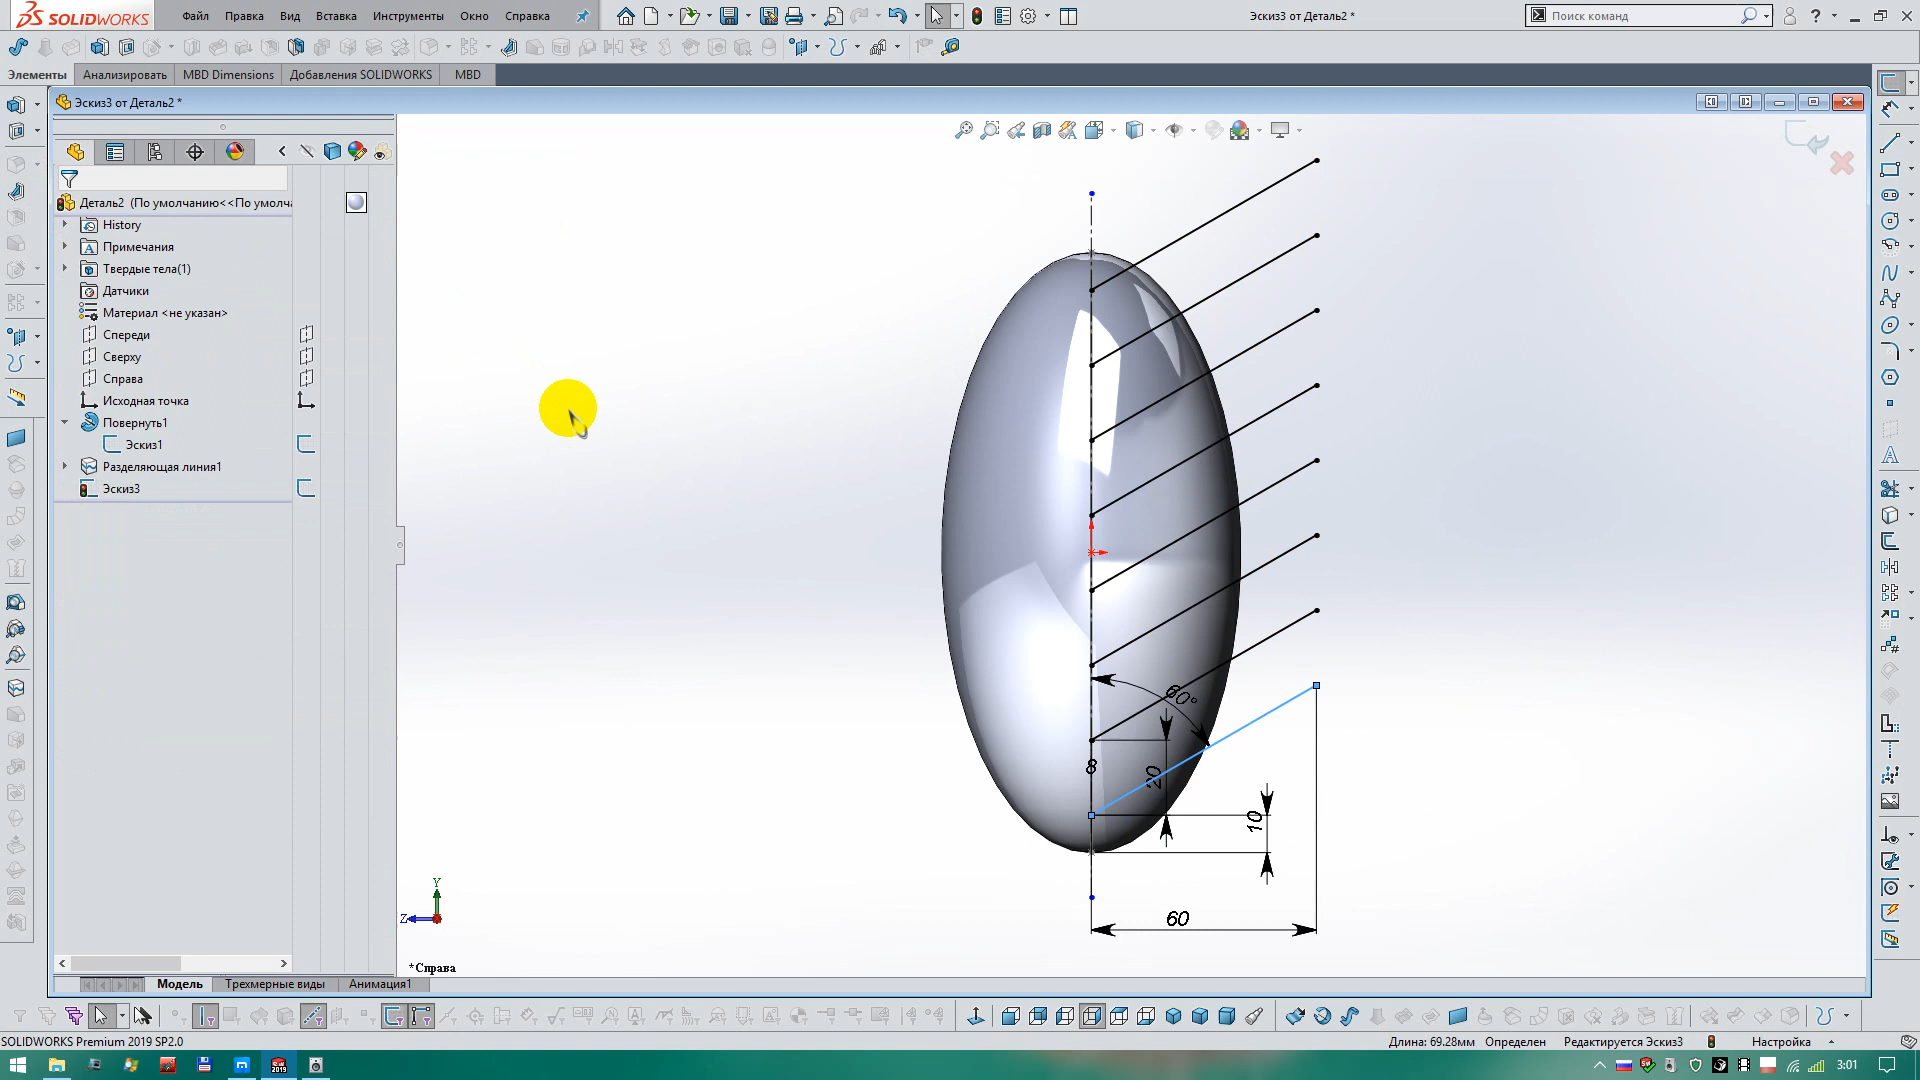 SOLIDWORKS
Файл
Правка
Вид
Вставка
Инструменты
Окно
Справка
Эскиз3 от Деталь2 *
Поиск команд
Элементы
Анализировать
MBD Dimensions
Добавления SOLIDWORKS
MBD
Эскиз3 от Деталь2 *
Деталь2 (По умолчанию<<По умолча
History
Примечания
Твердые тела(1)
Датчики
Материал <не указан>
Спереди
Сверху
Справа
Исходная точка
Повернуть1
Эскиз1
Разделяющая линия1
Эскиз3
60°
8
20
10
60
Y
Z
*Справа
Модель
Трехмерные виды
Анимация1
SOLIDWORKS Premium 2019 SP2.0
Длина: 69.28мм
Определен
Редактируется Эскиз3
Настройка
3:01